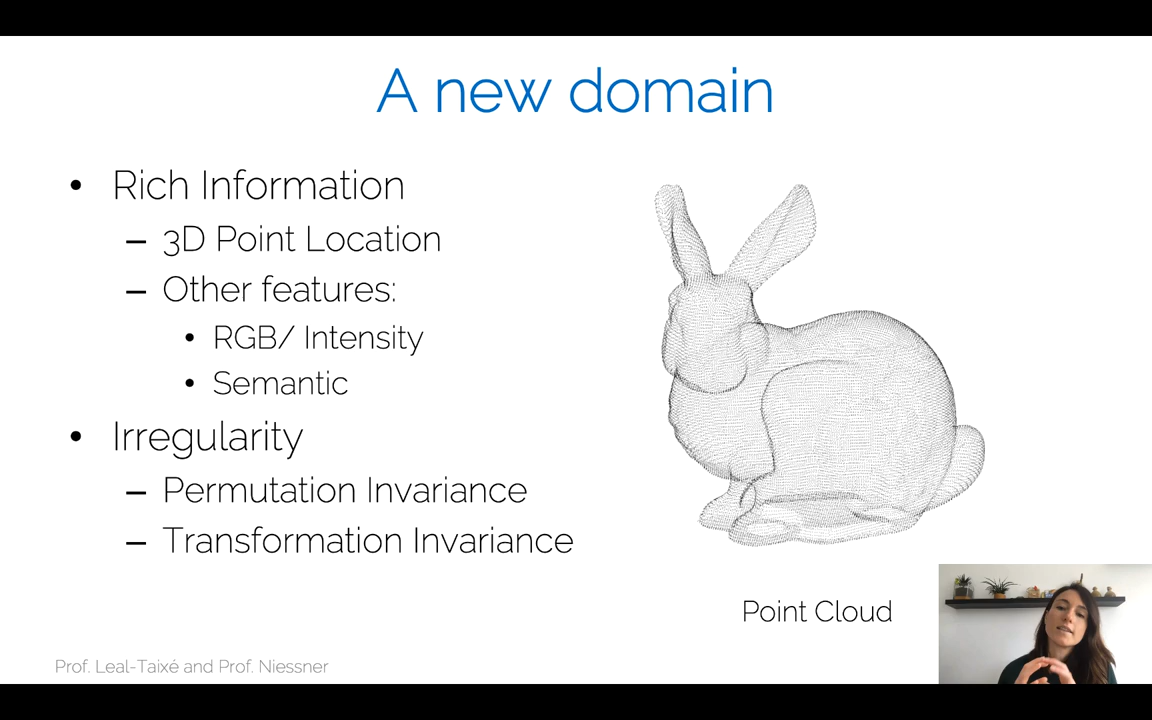 A new domain
• Rich Information
– 3D Point Location
– Other features:
• RGB/ Intensity
• Semantic
• Irregularity
– Permutation Invariance
– Transformation Invariance
Point Cloud
Prof. Leal-Taixé and Prof. Niessner